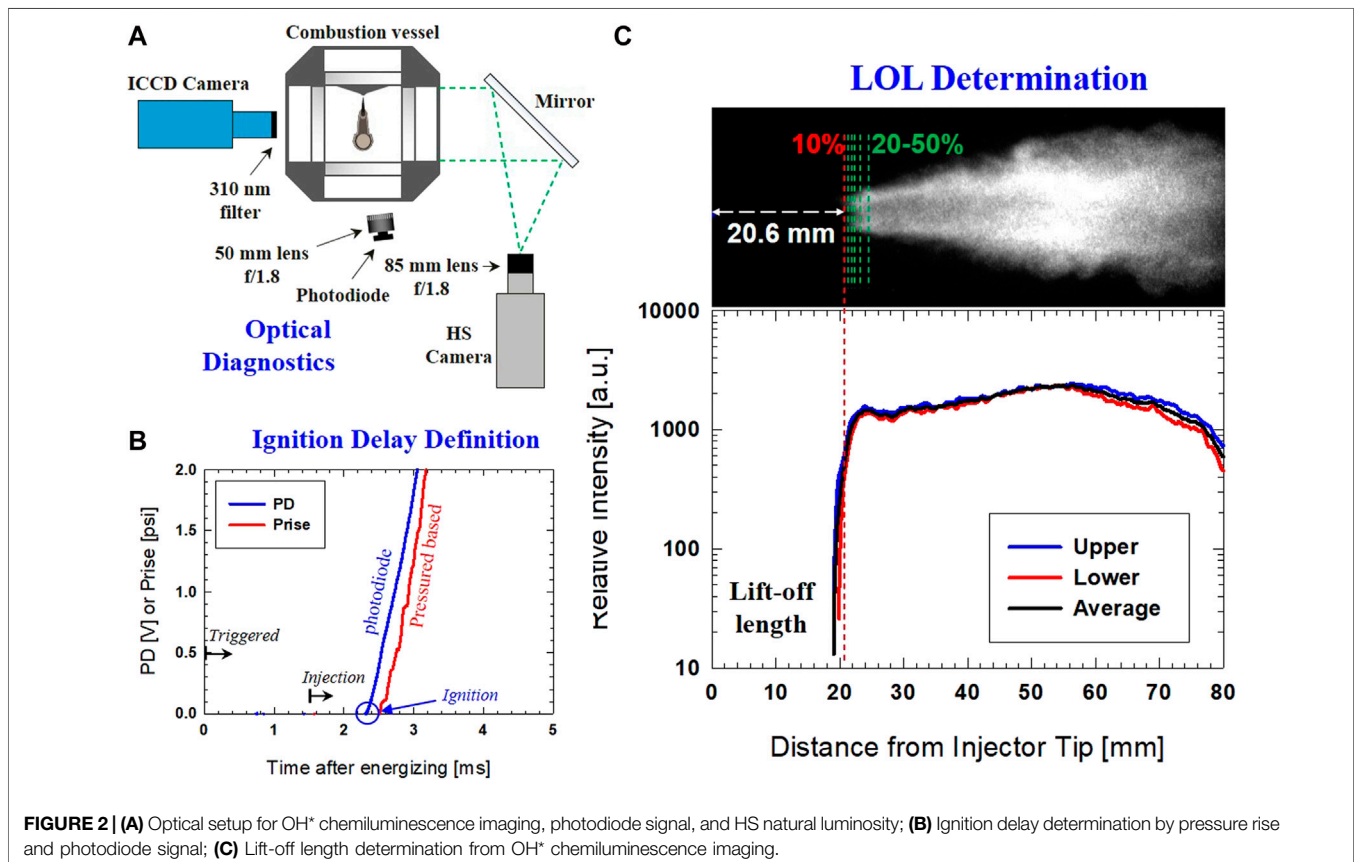 A
Combustion vessel
ICCD Camera
Mirror
310 nm
filter
50 mm lens
f/1.8
Photodiode
85 mm lens
f/1.8
HS
Camera
Optical
Diagnostics
B
Ignition Delay Definition
PD [V] or Prise [psi]
2.0
1.5
1.0
0.5
0.0
PD
Prise
photodiode
Pressured based
Triggered
Injection
Ignition
0 1 2 3 4 5
Time after energizing [ms]
C
LOL Determination
10%
20-50%
20.6 mm
Relative intensity [a.u.]
10000
1000
100
10
Lift-off
length
Upper
Lower
Average
0 10 20 30 40 50 60 70 80
Distance from Injector Tip [mm]
FIGURE 2 | (A) Optical setup for OH* chemiluminescence imaging, photodiode signal, and HS natural luminosity; (B) Ignition delay determination by pressure rise
and photodiode signal; (C) Lift-off length determination from OH* chemiluminescence imaging.